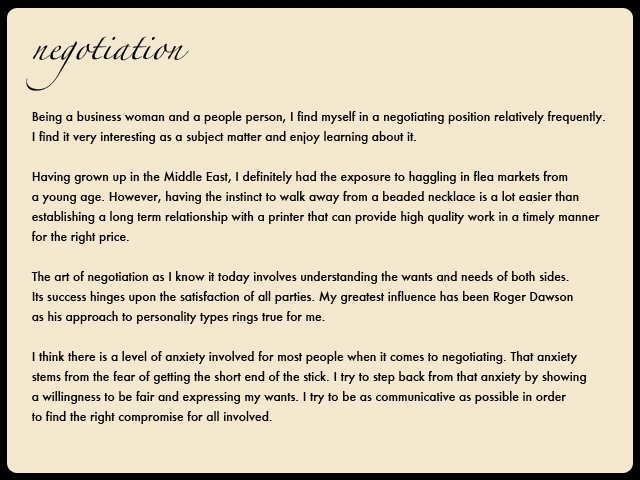 negotiation
Being a business woman and a people person, I find myself in a negotiating position relatively frequently.
I find it very interesting as a subject matter and enjoy learning about it.
Having grown up in the Middle East, I definitely had the exposure to haggling in flea markets from
a young age. However, having the instinct to walk away from a beaded necklace is a lot easier than
establishing a long term relationship with a printer that can provide high quality work in a timely manner
for the right price.
The art of negotiation as I know it today involves understanding the wants and needs of both sides.
Its success hinges upon the satisfaction of all parties. My greatest influence has been Roger Dawson
as his approach to personality types rings true for me.
I think there is a level of anxiety involved for most people when it comes to negotiating. That anxiety
stems from the fear of getting the short end of the stick. I try to step back from that anxiety by showing
a willingness to be fair and expressing my wants. I try to be as communicative as possible in order
to find the right compromise for all involved.